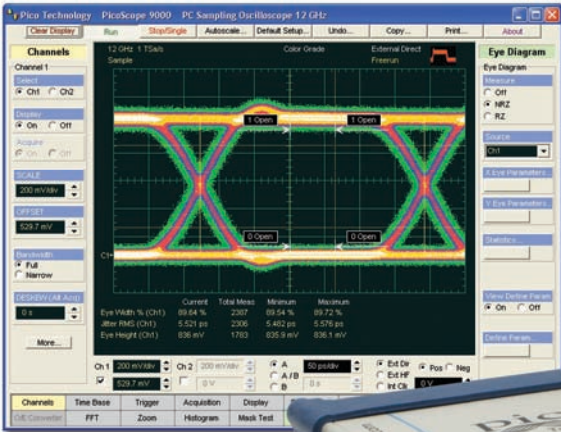 Pico Technology PicoScope 9000 PC Sampling Oscilloscope 12 GHz
Clear Display Run Stop/Single Autoscale... Default Setup... Undo... Copy... Print... About
Channels
Channel 1
Select
Ch1 Ch2
Display
On Off
Acquire
On Off
SCALE
200 mV/div
OFFSET
529.7 mV
Bandwidth
Full
Narrow
DESKEW (All Acq)
0 s
More...
12 GHz 1 TSa/s Color Grade External Direct
Sample Freerun
1 Open 1 Open
0 Open 0 Open
Ch1
Current Total Meas Minimum Maximum
Eye Width % (Ch1) 89.64 % 2387 89.54 % 89.72 %
Jitter RMS (Ch1) 5.521 ps 2306 5.482 ps 5.576 ps
Eye Height (Ch1) 836 mV 1783 835.9 mV 836.1 mV
Eye Diagram
Eye Diagram
Measure
Off
NRZ
RZ
Source
Ch1
X Eye Parameters...
Y Eye Parameters...
Statistics...
View Define Param
On Off
Define Param...
Ch 1 200 mV/div Ch 2 200 mV/div A 50 ps/div Ext Dir Pos Neg
529.7 mV 0 V A / B 0 s Ext HF 0 V
B Int Clk
Channels Time Base Trigger Acquisition Display
O/E Converter FFT Zoom Histogram Mask Test
pico